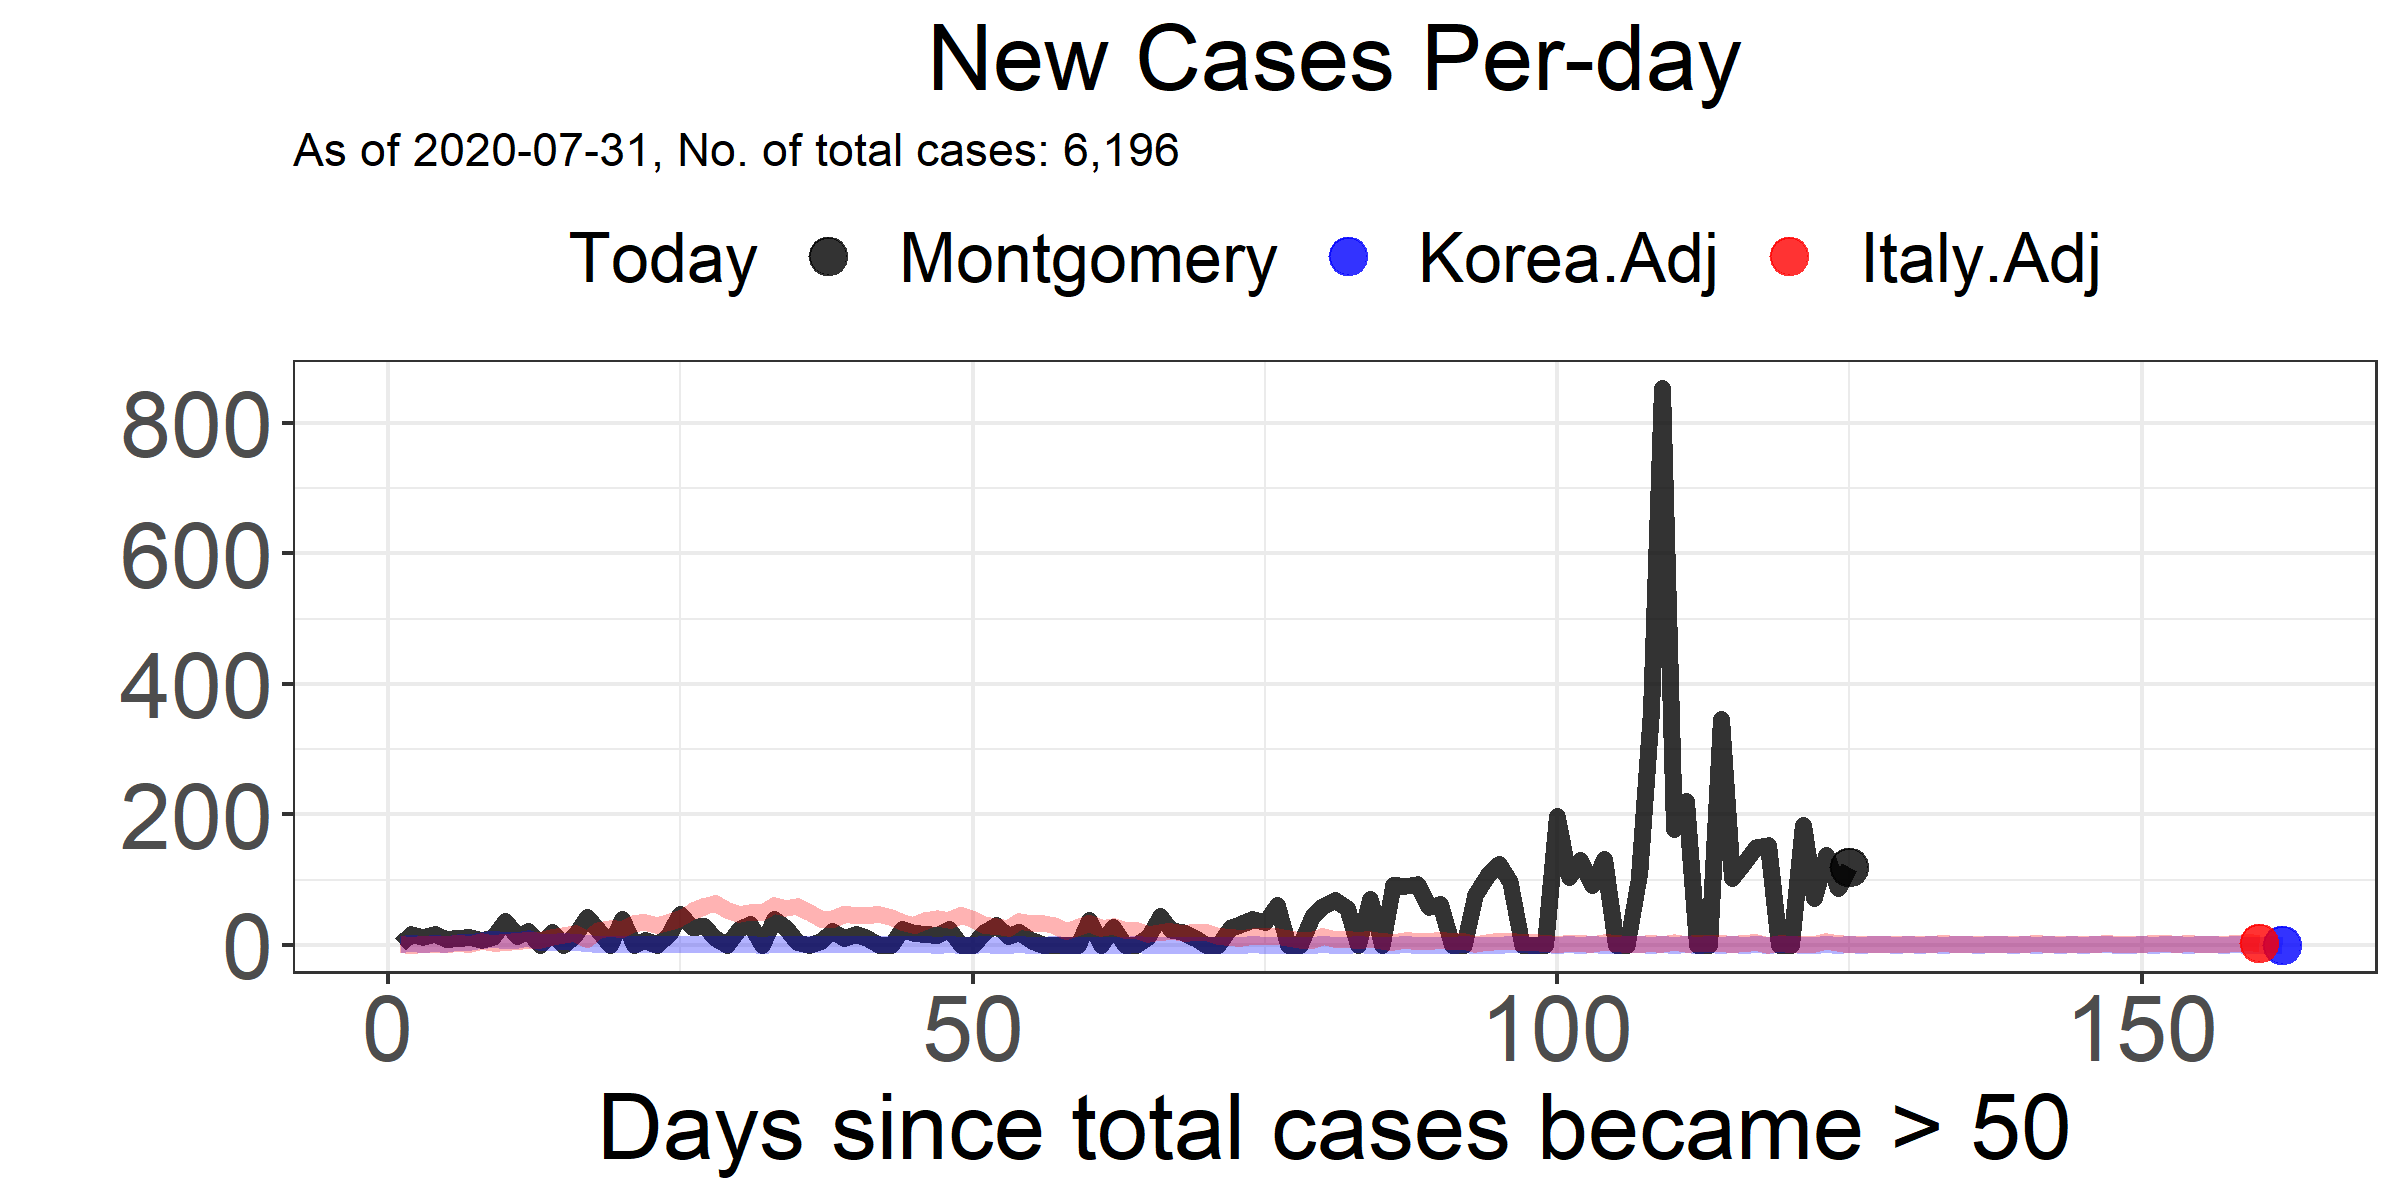 New Cases Per-day
As of 2020-07-31, No. of total cases: 6,196
Today Montgomery Korea.Adj Italy.Adj
800
600
400
200
0
0 50 100 150
Days since total cases became > 50